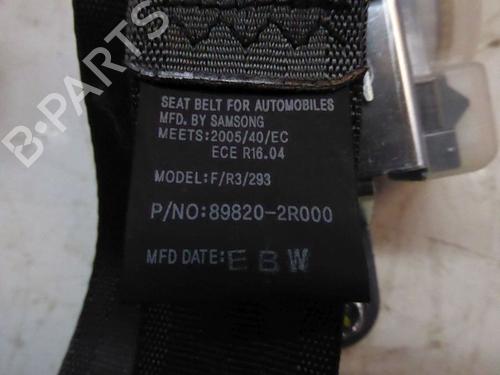 SEAT BELT FOR AUTOMOBILES
MFD. BY SAMSONG
MEETS:2005/40/EC
ECE R16.04
MODEL:F/R3/293
P/NO:89820-2R000
MFD DATE:EBW
B-PARTS